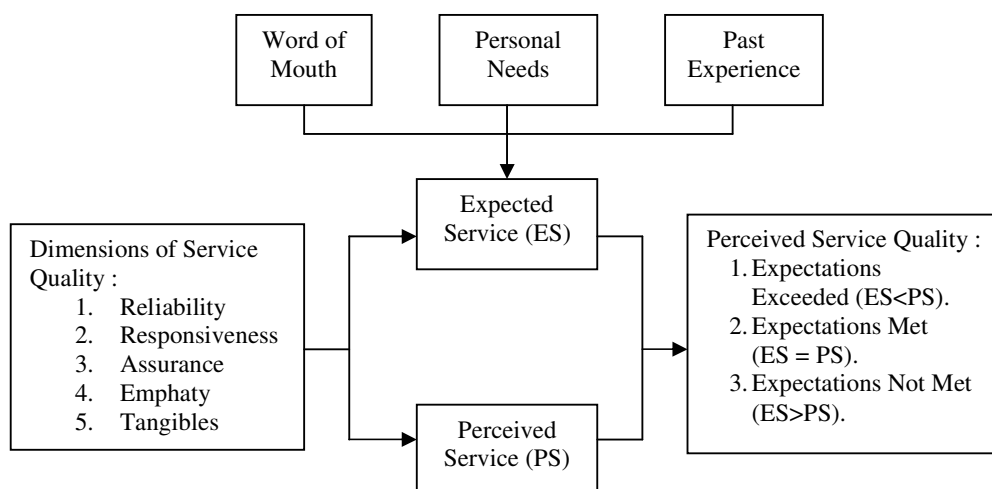 Word of
Mouth
Personal
Needs
Past
Experience
Expected
Service (ES)
Dimensions of Service
Quality :
1. Reliability
2. Responsiveness
3. Assurance
4. Emphaty
5. Tangibles
Perceived
Service (PS)
Perceived Service Quality :
1. Expectations
Exceeded (ES<PS).
2. Expectations Met
(ES = PS).
3. Expectations Not Met
(ES>PS).